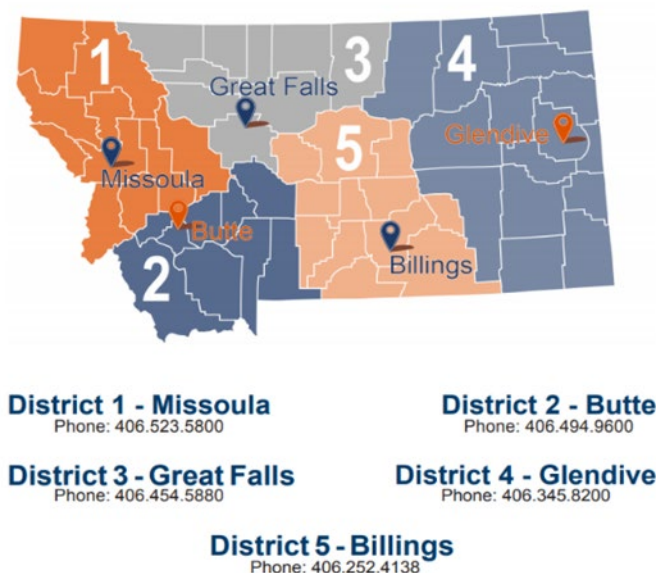 1
3
4
Great Falls
Glendive
5
Missoula
Butte
2
Billings
District 1 - Missoula
Phone: 406.523.5800
District 2 - Butte
Phone: 406.494.9600
District 3 - Great Falls
Phone: 406.454.5880
District 4 - Glendive
Phone: 406.345.8200
District 5 - Billings
Phone: 406.252.4138